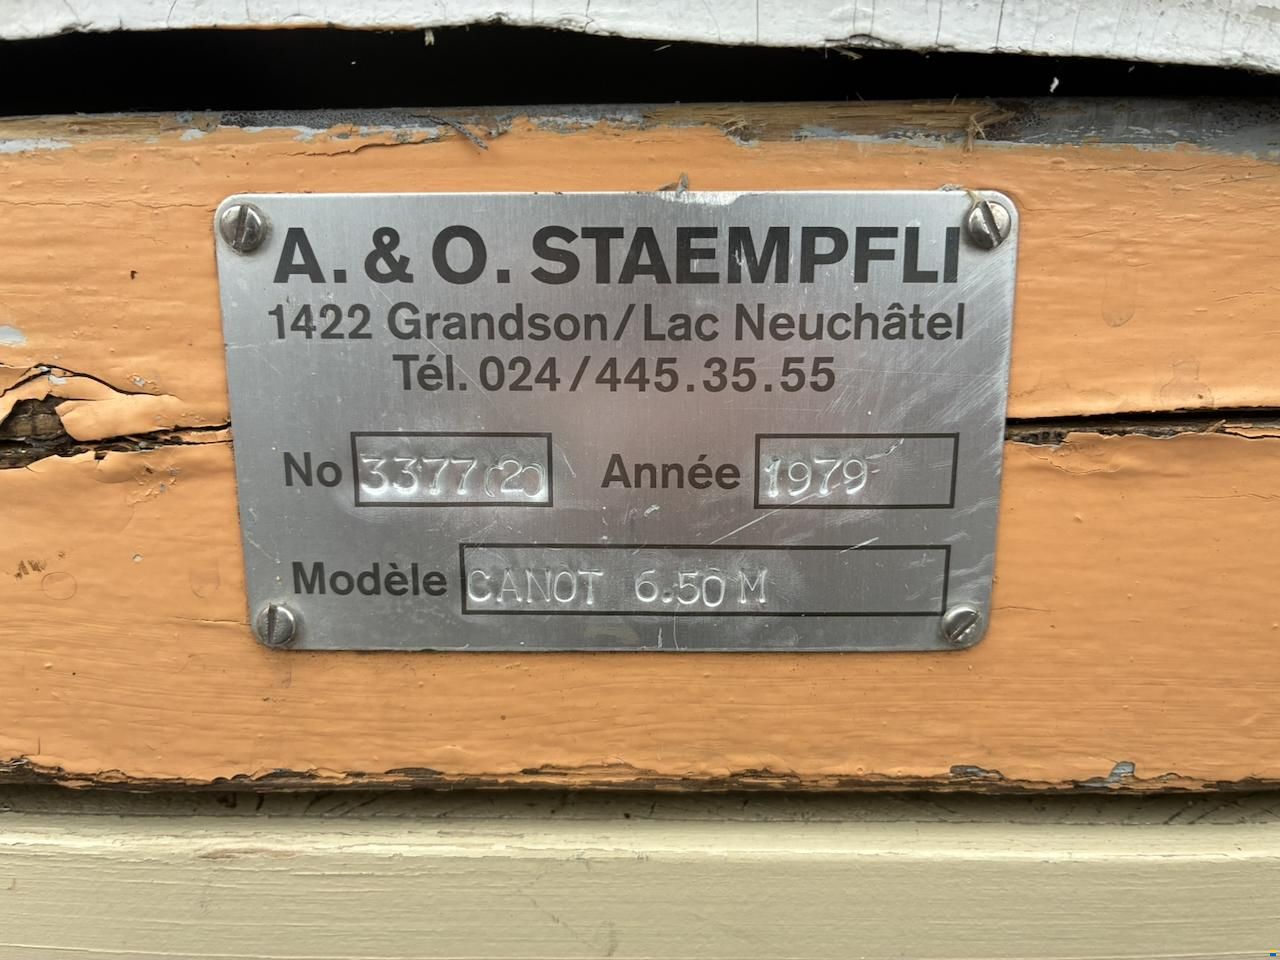 A. & O. STAEMPFLI
1422 Grandson/Lac Neuchâtel
Tél. 024/445.35.55
No 3377(2) Année 1979
Modèle CANOT 6.50 M